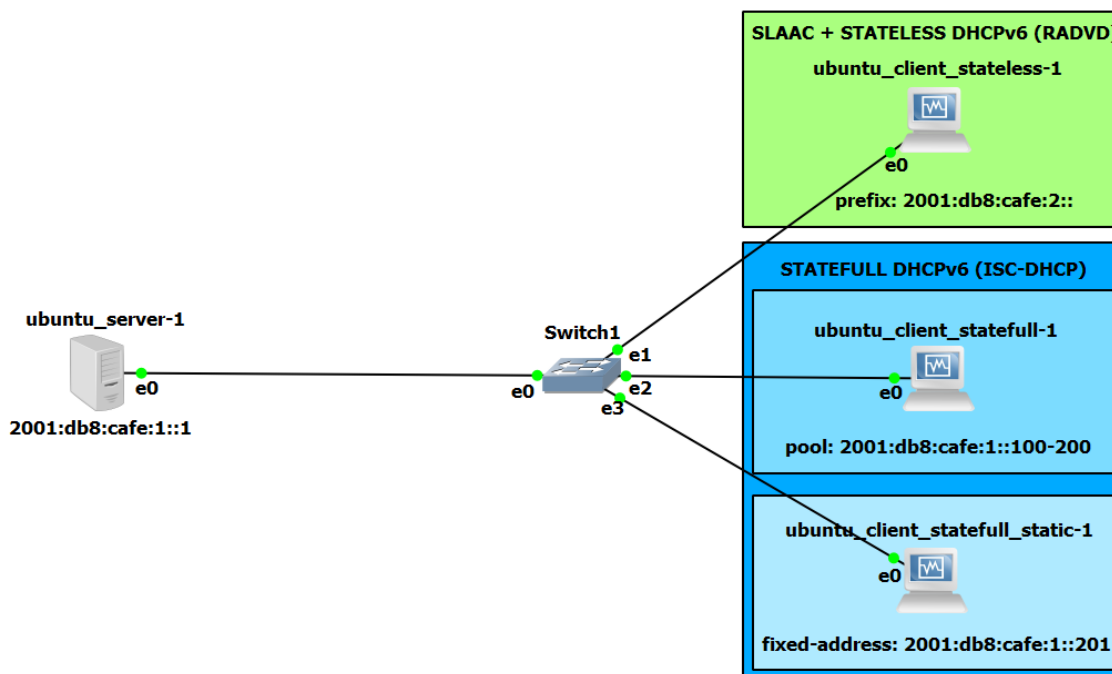 SLAAC + STATELESS DHCPv6 (RADVD)
ubuntu_client_stateless-1
e0
prefix: 2001:db8:cafe:2::
STATEFULL DHCPv6 (ISC-DHCP)
ubuntu_server-1
e0
2001:db8:cafe:1::1
Switch1
e0
e1
e2
e3
ubuntu_client_statefull-1
e0
pool: 2001:db8:cafe:1::100-200
ubuntu_client_statefull_static-1
e0
fixed-address: 2001:db8:cafe:1::201